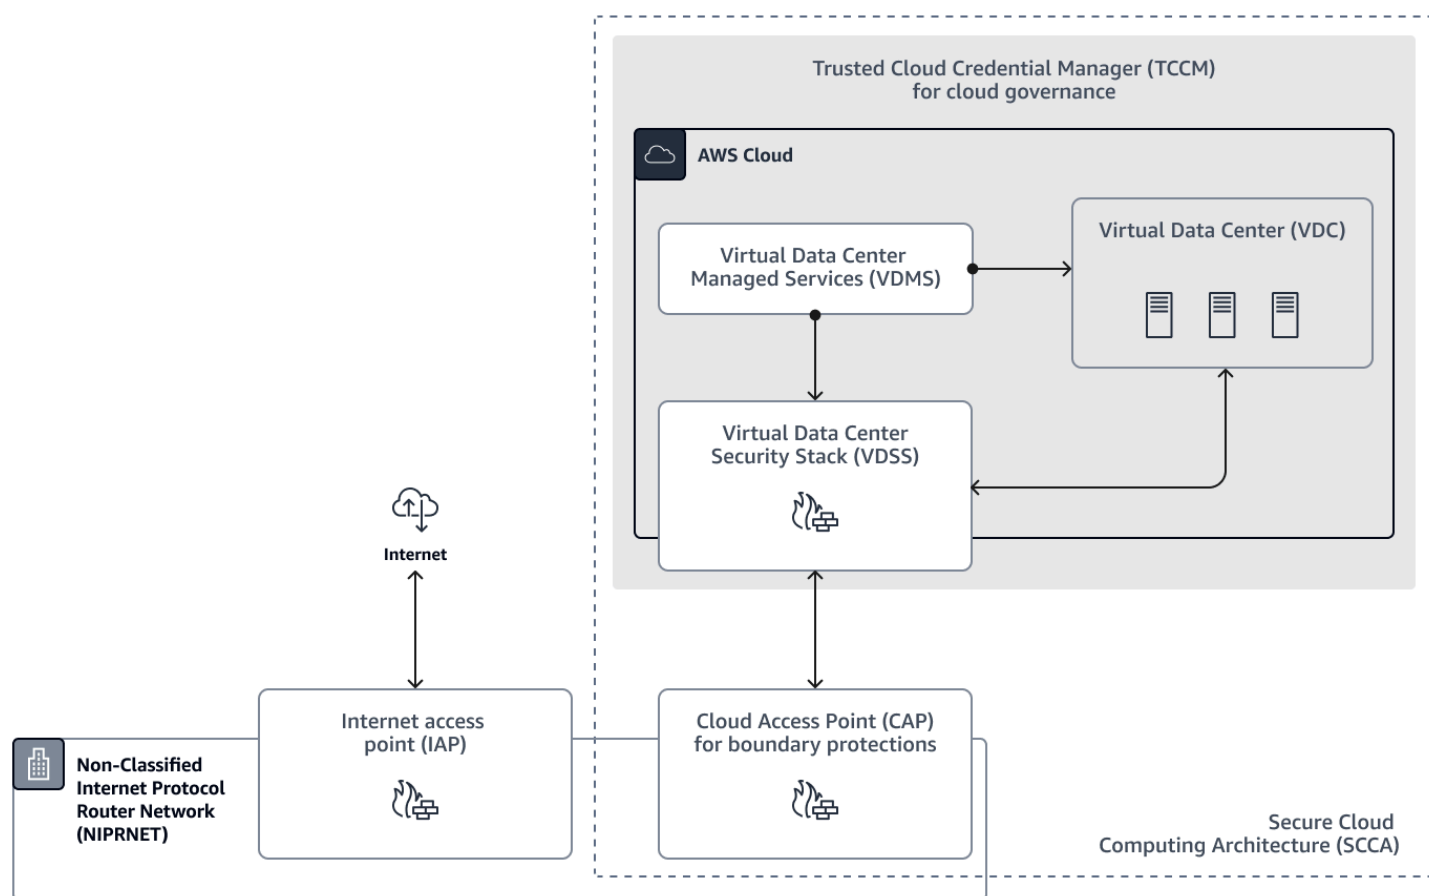 Trusted Cloud Credential Manager (TCCM)
for cloud governance
AWS Cloud
Virtual Data Center
Managed Services (VDMS)
Virtual Data Center (VDC)
Virtual Data Center
Security Stack (VDSS)
Internet
Internet access
point (IAP)
Cloud Access Point (CAP)
for boundary protections
Non-Classified
Internet Protocol
Router Network
(NIPRNET)
Secure Cloud
Computing Architecture (SCCA)